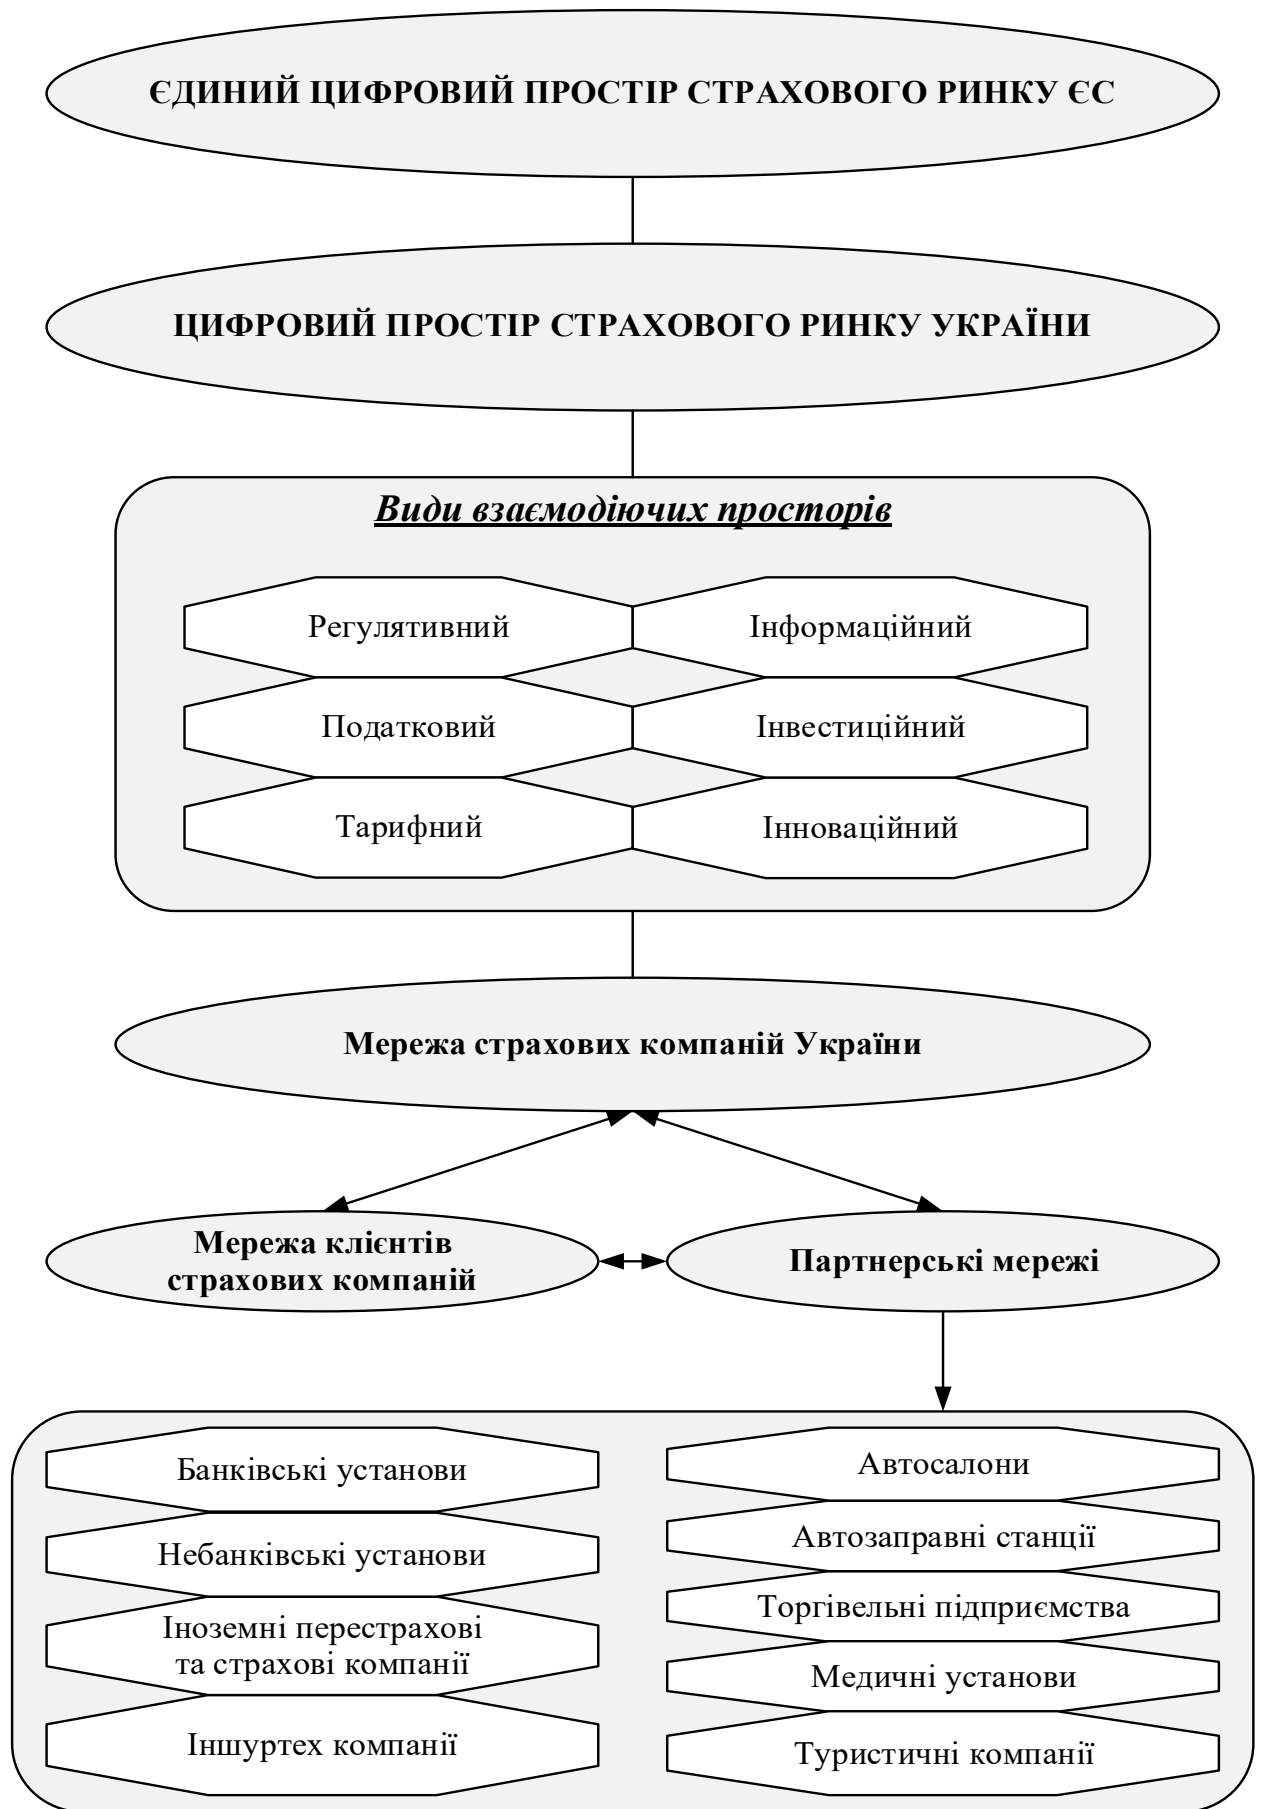 ЄДИНИЙ ЦИФРОВИЙ ПРОСТІР СТРАХОВОГО РИНКУ ЄС
ЦИФРОВИЙ ПРОСТІР СТРАХОВОГО РИНКУ УКРАЇНИ
Види взаємодіючих просторів
Регулятивний
Інформаційний
Податковий
Інвестиційний
Тарифний
Інноваційний
Мережа страхових компаній України
Мережа клієнтів
страхових компаній
Партнерські мережі
Банківські установи
Небанківські установи
Іноземні перестрахові
та страхові компанії
Іншуртех компанії
Автосалони
Автозаправні станції
Торгівельні підприємства
Медичні установи
Туристичні компанії